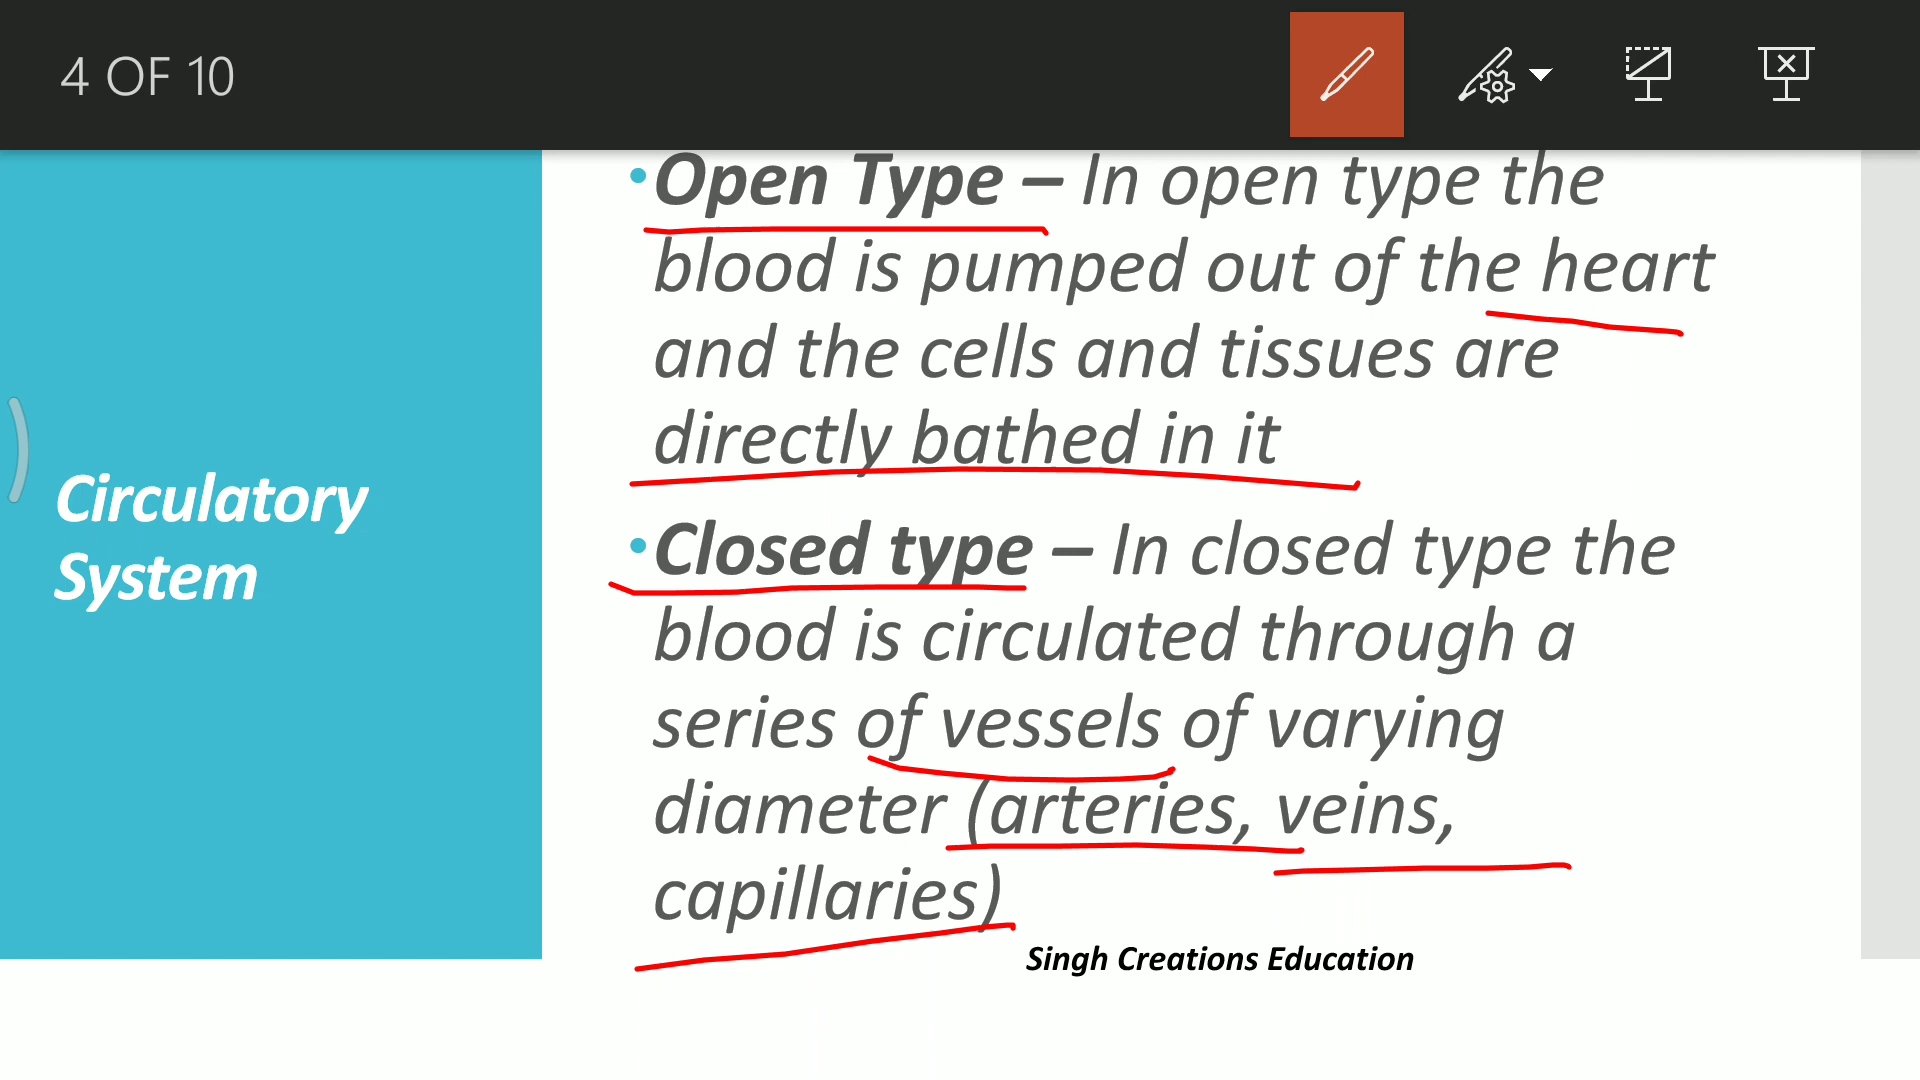 4 OF 10
Circulatory
System
•Open Type – In open type the
blood is pumped out of the heart
and the cells and tissues are
directly bathed in it
•Closed type – In closed type the
blood is circulated through a
series of vessels of varying
diameter (arteries, veins,
capillaries)
Singh Creations Education